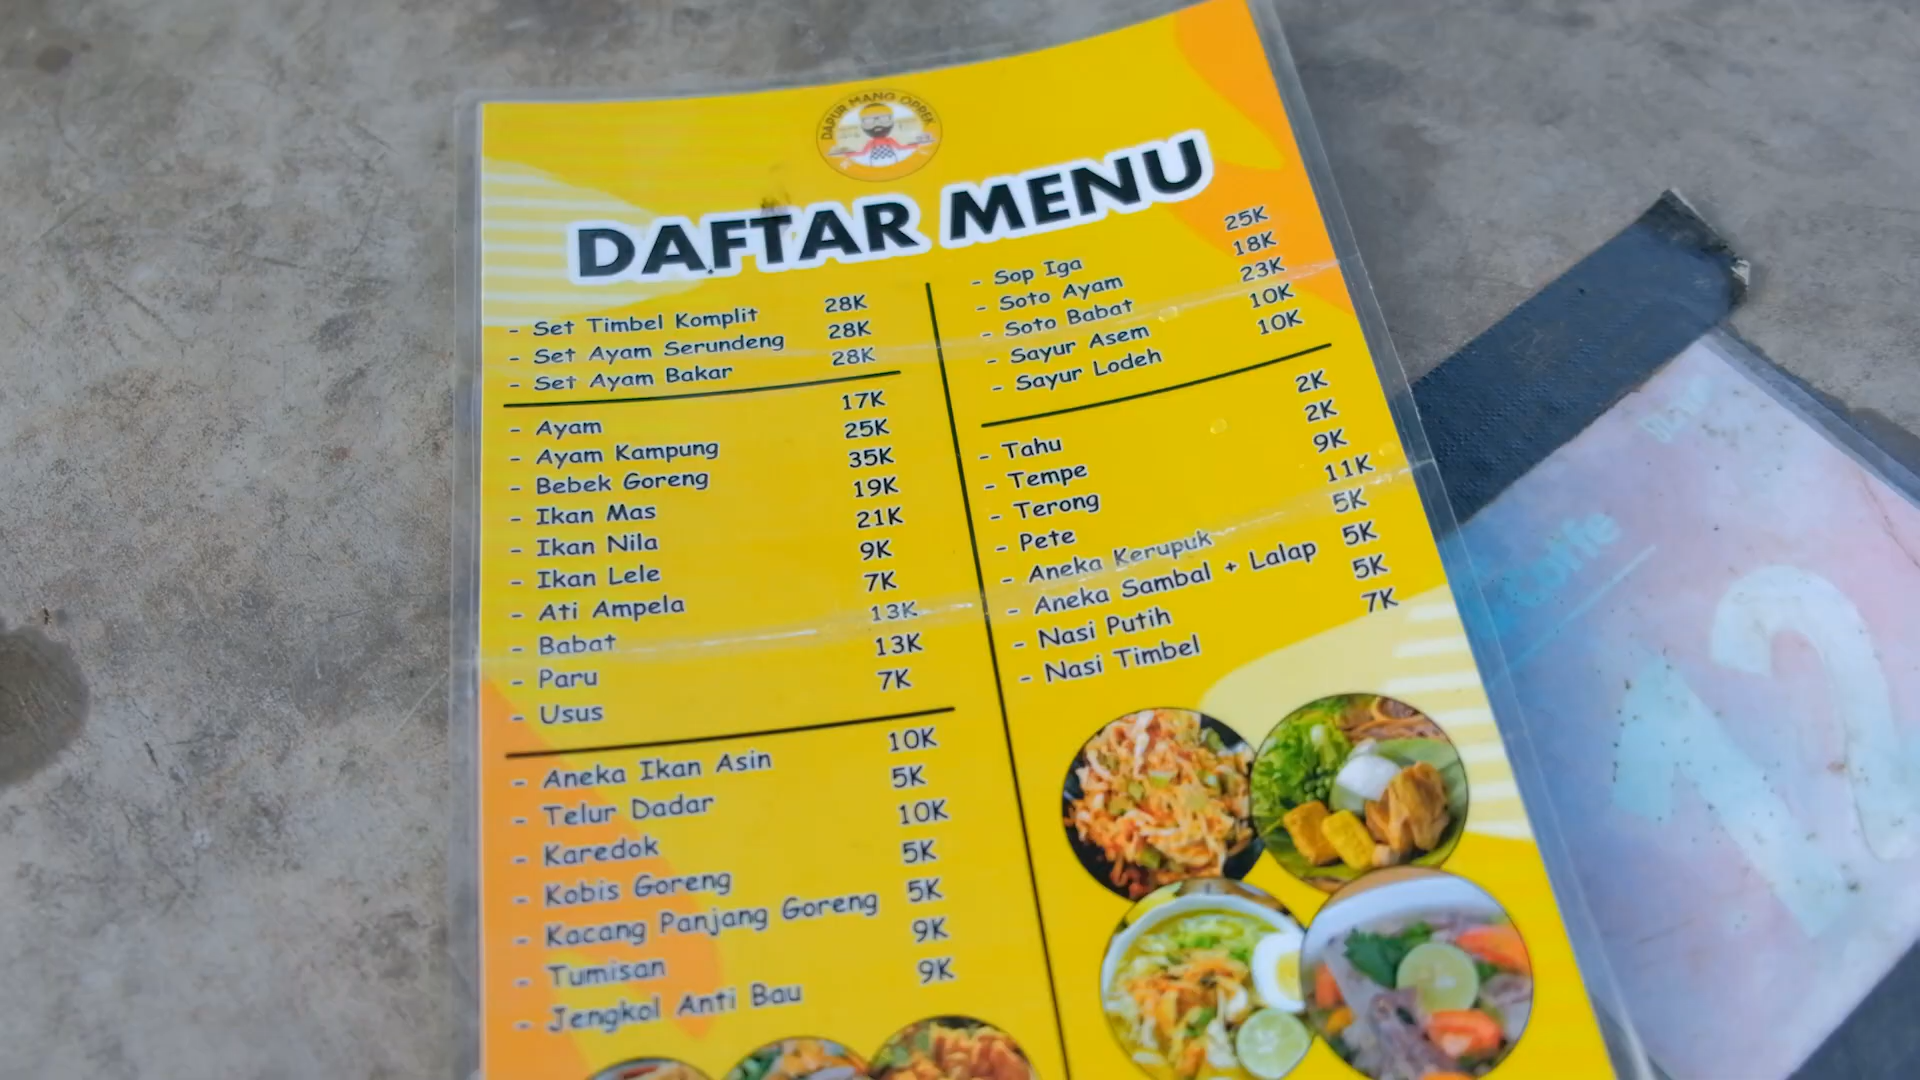 DAPUR MANG OPREK
DAFTAR MENU
- Set Timbel Komplit 28K
- Set Ayam Serundeng 28K
- Set Ayam Bakar 28K
- Ayam 17K
- Ayam Kampung 25K
- Bebek Goreng 35K
- Ikan Mas 19K
- Ikan Nila 21K
- Ikan Lele 9K
- Ati Ampela 7K
- Babat 13K
- Paru 13K
- Usus 7K
- Aneka Ikan Asin 10K
- Telur Dadar 5K
- Karedok 10K
- Kobis Goreng 5K
- Kacang Panjang Goreng 5K
- Tumisan 9K
- Jengkol Anti Bau 9K
- Sop Iga 25K
- Soto Ayam 18K
- Soto Babat 23K
- Sayur Asem 10K
- Sayur Lodeh 10K
- Tahu 2K
- Tempe 2K
- Terong 9K
- Pete 11K
- Aneka Kerupuk 5K
- Aneka Sambal + Lalap 5K
- Nasi Putih 5K
- Nasi Timbel 7K
12